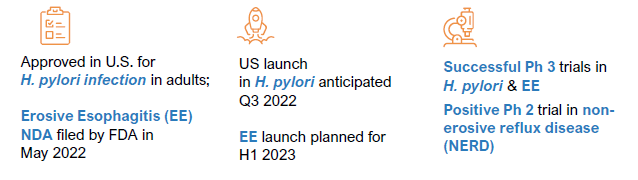 Approved in U.S. for
H. pylori infection in adults;
Erosive Esophagitis (EE)
NDA filed by FDA in
May 2022
US launch
in H. pylori anticipated
Q3 2022
EE launch planned for
H1 2023
Successful Ph 3 trials in
H. pylori & EE
Positive Ph 2 trial in non-
erosive reflux disease
(NERD)